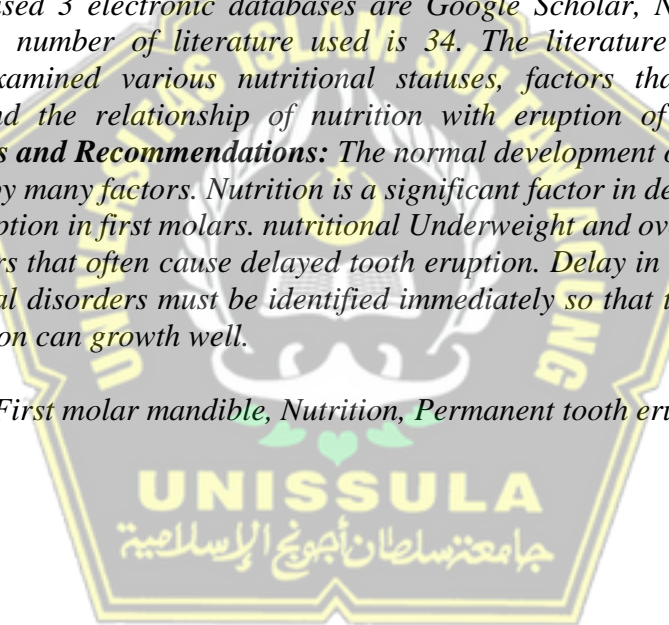 used 3 electronic databases are Google Scholar, N
number of literature used is 34. The literature
examined various nutritional statuses, factors tha
nd the relationship of nutrition with eruption of
s and Recommendations: The normal development o
by many factors. Nutrition is a significant factor in de
ption in first molars. nutritional Underweight and ov
rs that often cause delayed tooth eruption. Delay in
al disorders must be identified immediately so that t
on can growth well.
First molar mandible, Nutrition, Permanent tooth eru
UNIVERSITAS ISLAM SULTAN AGUNG
UNISSULA
جامعة سلطان أجونج الإسلامية